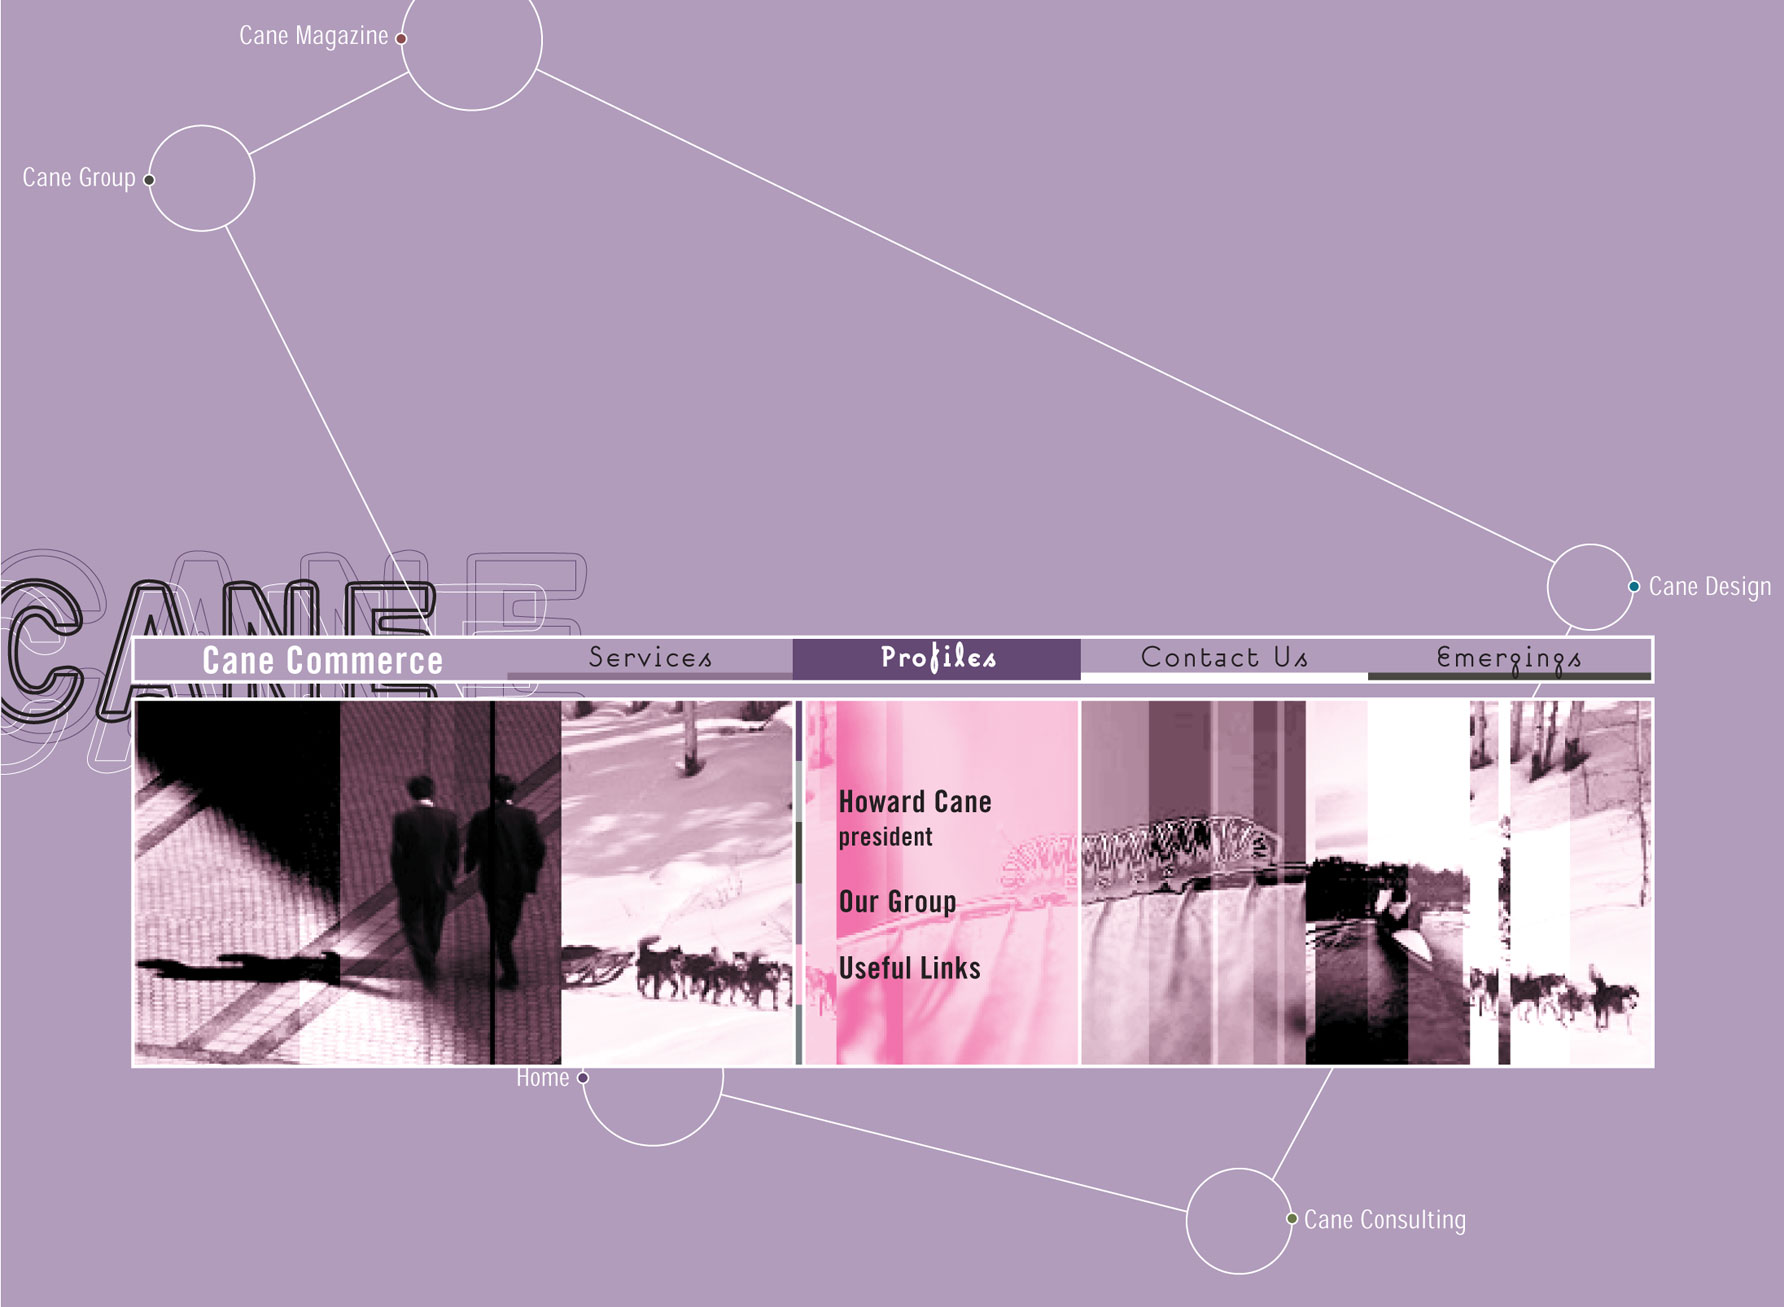 Cane Magazine
Cane Group
CANE
Cane Design
Cane Commerce
Services
Profiles
Contact Us
Emergings
Howard Cane
president
Our Group
Useful Links
Home
Cane Consulting